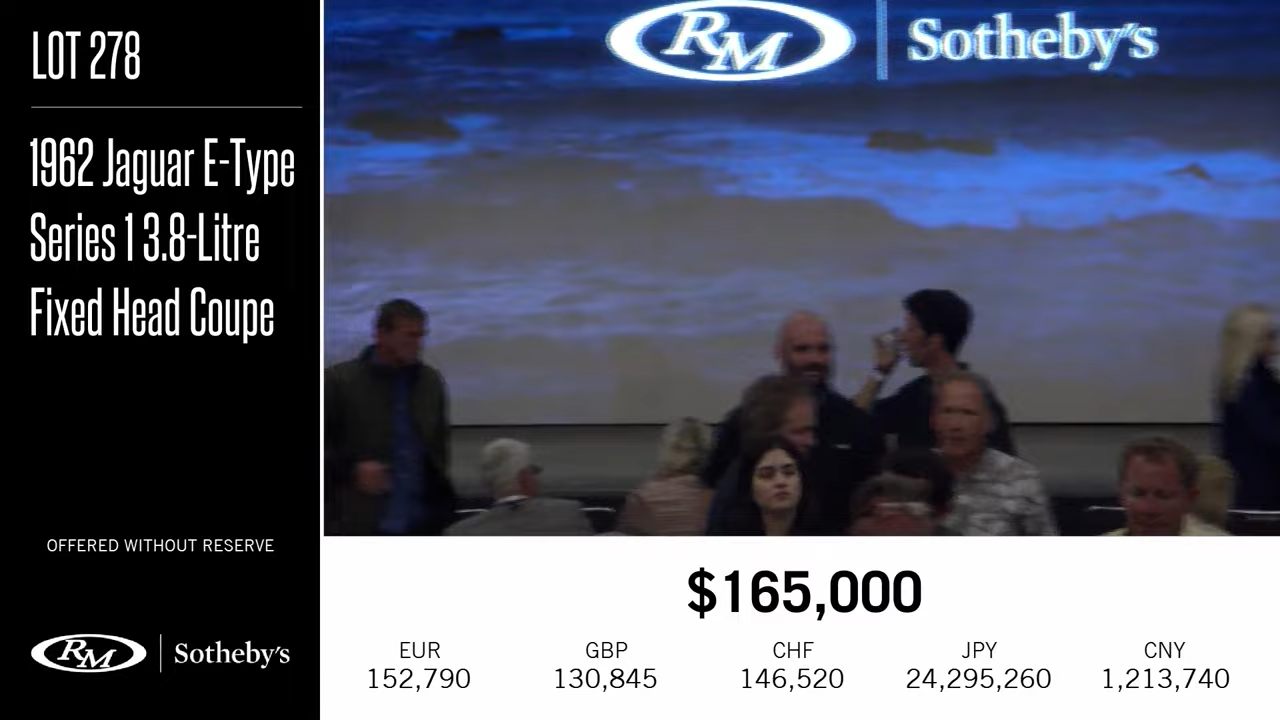 LOT 278
1962 Jaguar E-Type
Series 1 3.8-Litre
Fixed Head Coupe
OFFERED WITHOUT RESERVE
RM | Sotheby's
RM | Sotheby's
$165,000
EUR GBP CHF JPY CNY
152,790 130,845 146,520 24,295,260 1,213,740